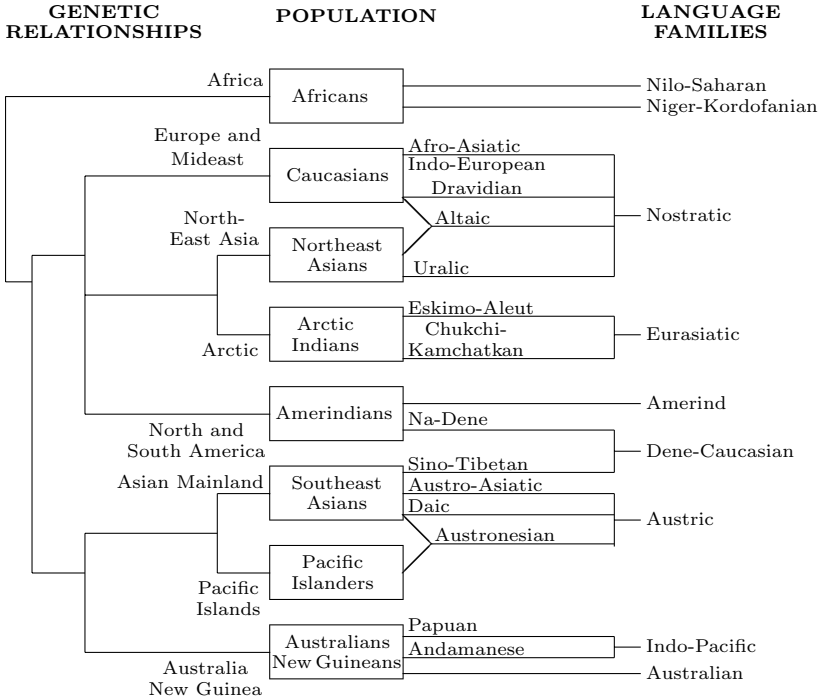 GENETIC
RELATIONSHIPS
POPULATION
LANGUAGE
FAMILIES
Africa
Africans
Nilo-Saharan
Niger-Kordofanian
Europe and
Mideast
Caucasians
Afro-Asiatic
Indo-European
Dravidian
Altaic
Nostratic
North-
East Asia
Northeast
Asians
Uralic
Arctic
Arctic
Indians
Eskimo-Aleut
Chukchi-
Kamchatkan
Eurasiatic
North and
South America
Amerindians
Amerind
Na-Dene
Dene-Caucasian
Asian Mainland
Southeast
Asians
Sino-Tibetan
Austro-Asiatic
Daic
Austronesian
Austric
Pacific
Islands
Pacific
Islanders
Australia
New Guinea
Australians
New Guineans
Papuan
Andamanese
Indo-Pacific
Australian